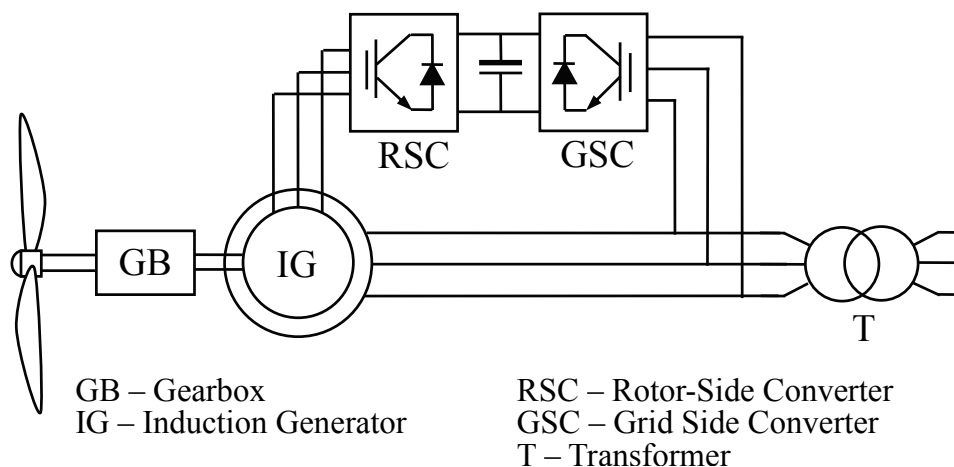 RSC
GSC
GB
IG
T
GB – Gearbox
IG – Induction Generator
RSC – Rotor-Side Converter
GSC – Grid Side Converter
T – Transformer